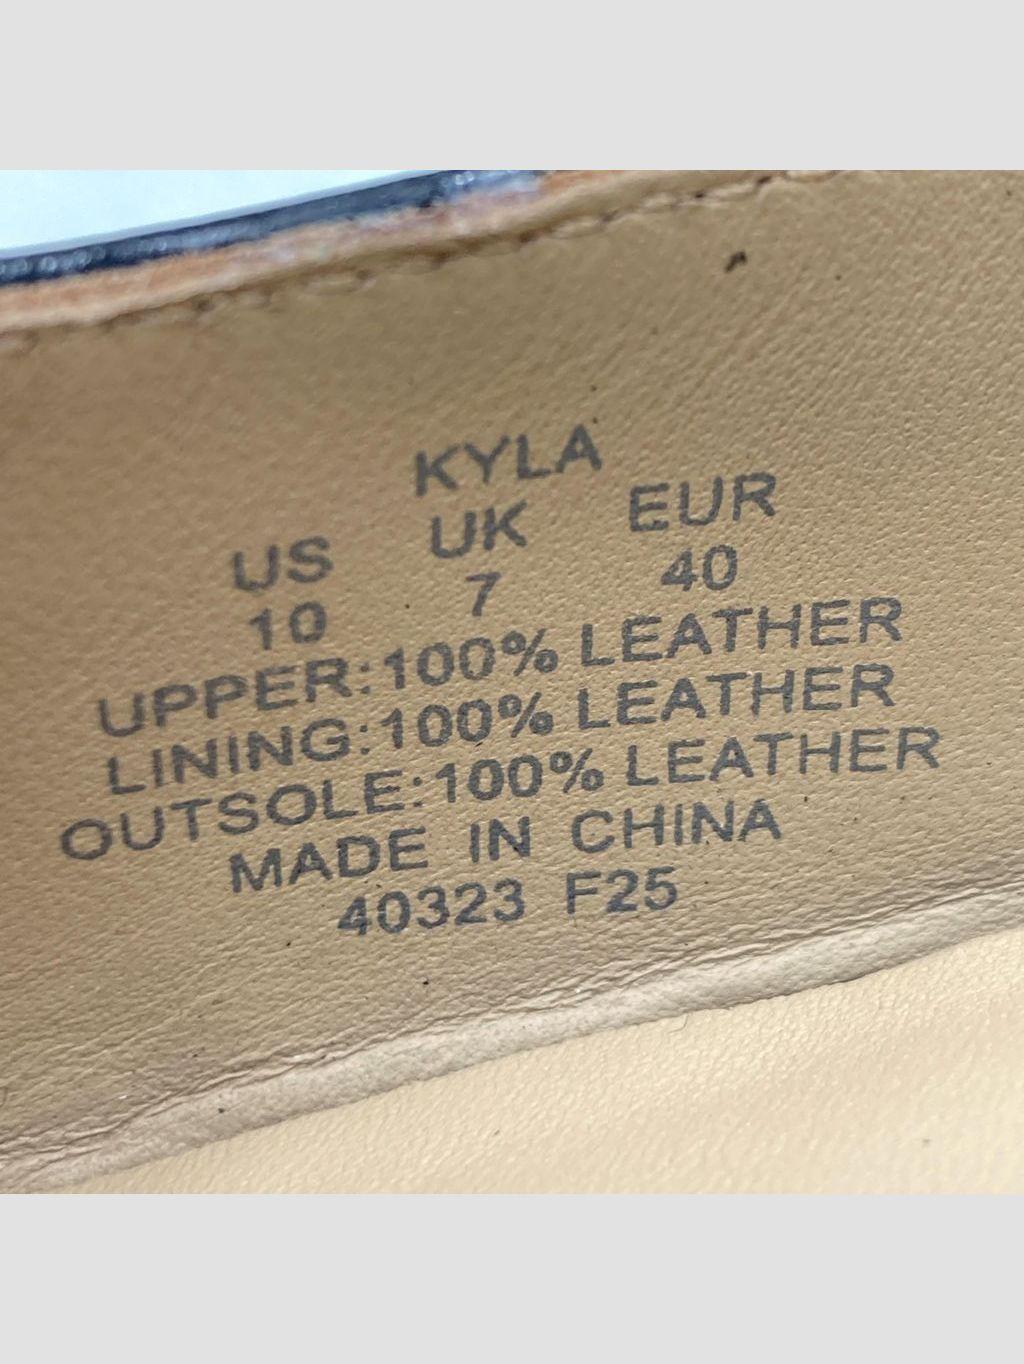 KYLA
US UK EUR
10 7 40
UPPER:100% LEATHER
LINING:100% LEATHER
OUTSOLE:100% LEATHER
MADE IN CHINA
40323 F25